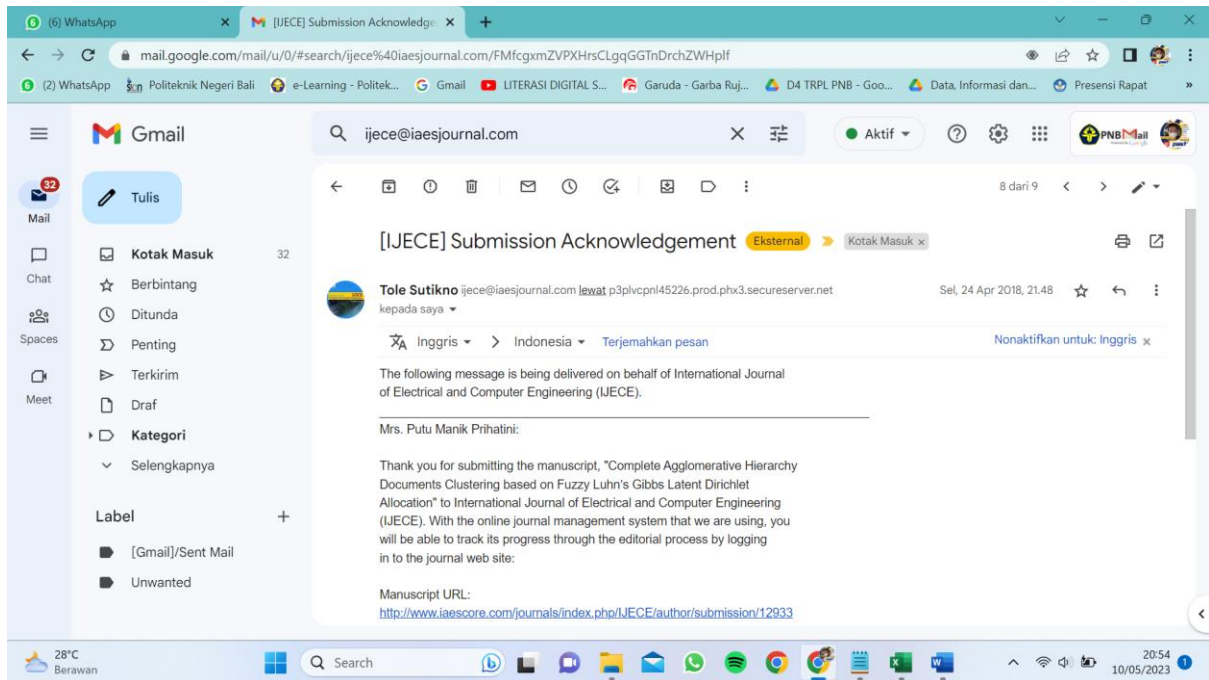 (6) WhatsApp
[IJECE] Submission Acknowledge
mail.google.com/mail/u/0/#search/ijece%40iaesjournal.com/FMfcgxmZVPXHrsCLgqGGTnDrchZWHplf
(2) WhatsApp Politeknik Negeri Bali e-Learning - Politek... Gmail LITERASI DIGITAL S... Garuda - Garba Ruj... D4 TRPL PNB - Goo... Data, Informasi dan... Presensi Rapat »
Gmail
ijece@iaesjournal.com
Aktif
PNBMail
32
Mail
Chat
Spaces
Meet
Tulis
Kotak Masuk 32
Berbintang
Ditunda
Penting
Terkirim
Draf
Kategori
Selengkapnya
Label +
[Gmail]/Sent Mail
Unwanted
8 dari 9
[IJECE] Submission Acknowledgement Eksternal Kotak Masuk x
Tole Sutikno ijece@iaesjournal.com lewat p3plvcpnl45226.prod.phx3.secureserver.net Sel, 24 Apr 2018, 21.48
kepada saya
Inggris > Indonesia Terjemahkan pesan Nonaktifkan untuk: Inggris x
The following message is being delivered on behalf of International Journal
of Electrical and Computer Engineering (IJECE).
Mrs. Putu Manik Prihatini:
Thank you for submitting the manuscript, "Complete Agglomerative Hierarchy
Documents Clustering based on Fuzzy Luhn's Gibbs Latent Dirichlet
Allocation" to International Journal of Electrical and Computer Engineering
(IJECE). With the online journal management system that we are using, you
will be able to track its progress through the editorial process by logging
in to the journal web site:
Manuscript URL:
http://www.iaescore.com/journals/index.php/IJECE/author/submission/12933
28°C
Berawan
Search
20:54
10/05/2023
1